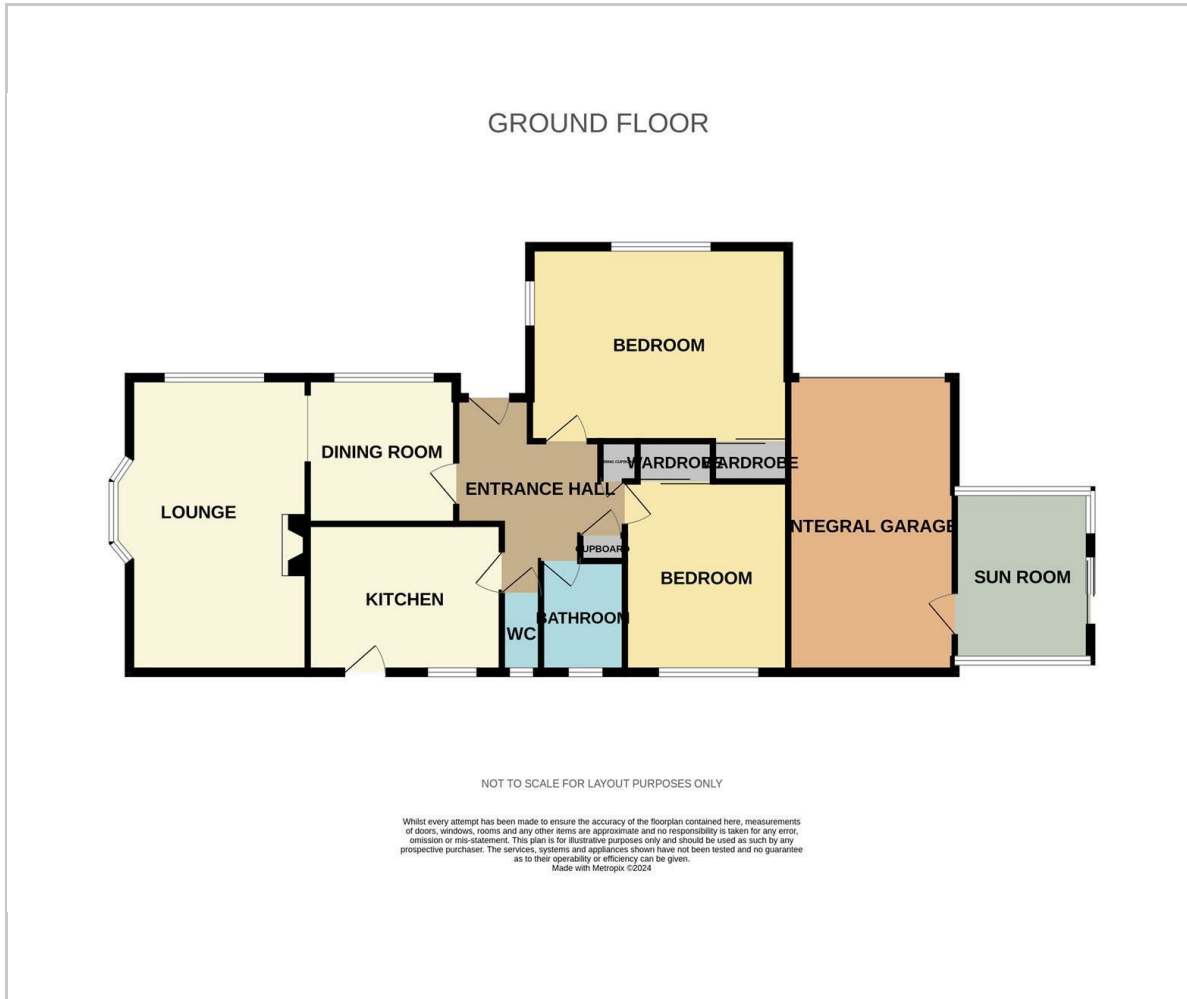 GROUND FLOOR
BEDROOM
DINING ROOM
WARDROBE
WARDROBE
ENTRANCE HALL
LOUNGE
INTEGRAL GARAGE
CUPBOARD
SUN ROOM
BEDROOM
KITCHEN
BATHROOM
WC
NOT TO SCALE FOR LAYOUT PURPOSES ONLY
Whilst every attempt has been made to ensure the accuracy of the floorplan contained here, measurements
of doors, windows, rooms and any other items are approximate and no responsibility is taken for any error,
omission or mis-statement. This plan is for illustrative purposes only and should be used as such by any
prospective purchaser. The services, systems and appliances shown have not been tested and no guarantee
as to their operability or efficiency can be given.
Made with Metropix ©2024